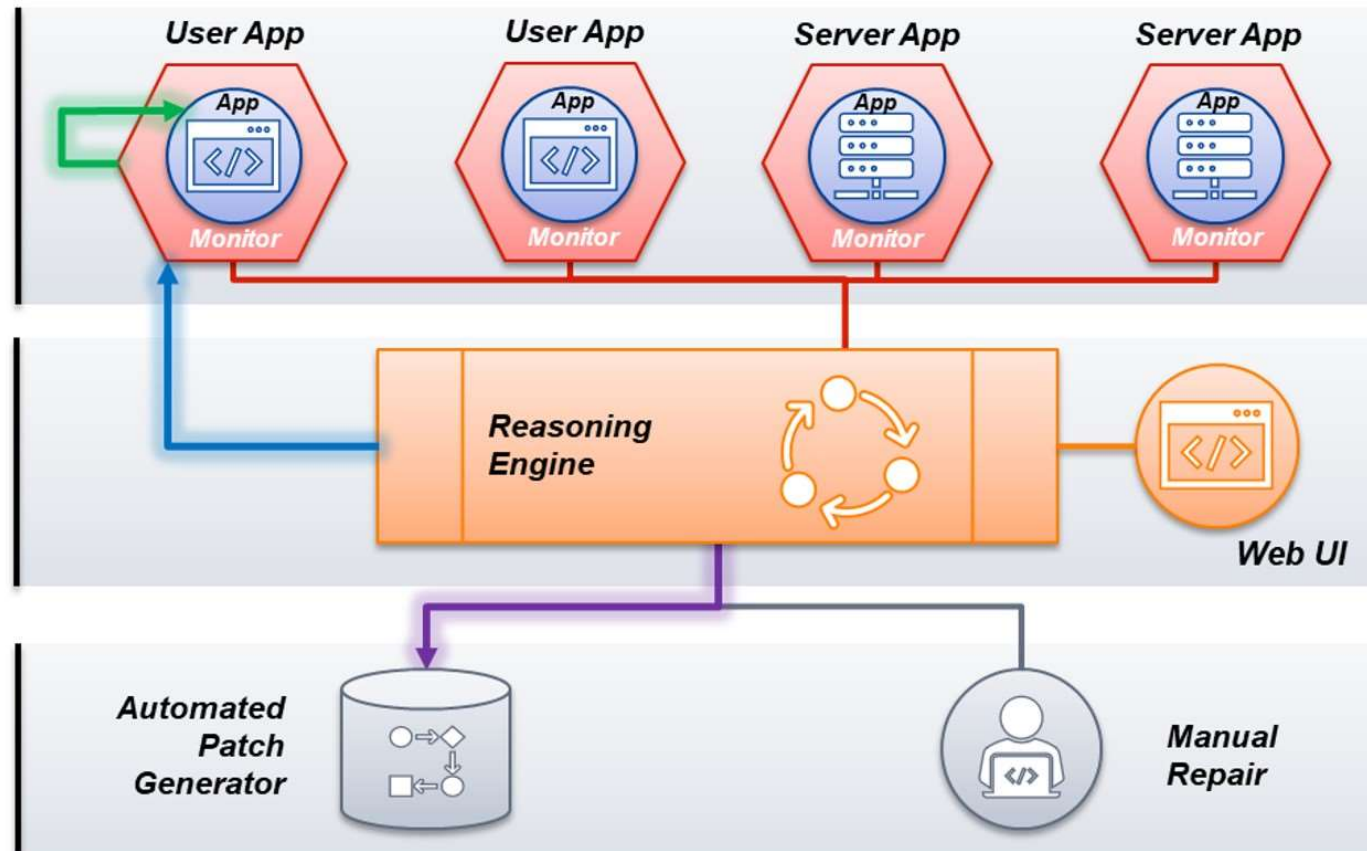 User App
User App
Server App
Server App
App
App
App
App
</>
</>
Monitor
Monitor
Monitor
Monitor
Reasoning
Engine
</>
Web UI
Automated
Patch
Generator
Manual
Repair
</>